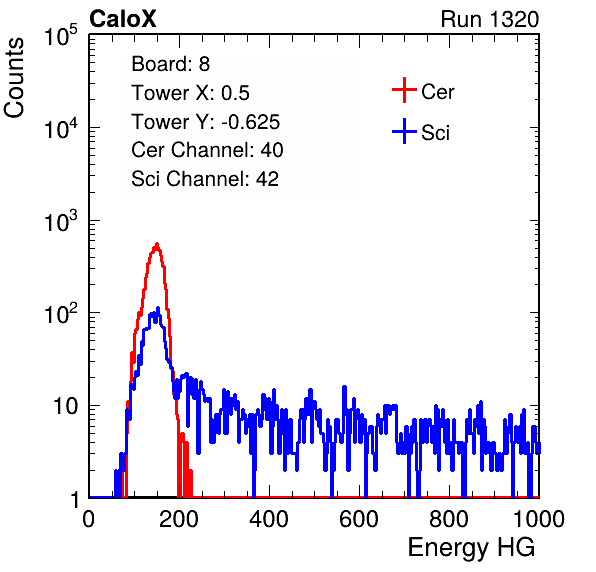 CaloX Run 1320
Counts
Board: 8
Tower X: 0.5
Tower Y: -0.625
Cer Channel: 40
Sci Channel: 42
Cer
Sci
10^5
10^4
10^3
10^2
10
1
0 200 400 600 800 1000
Energy HG